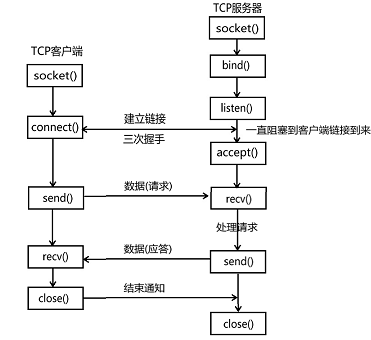 TCP服务器
socket()
TCP客户端
bind()
socket()
listen()
建立链接
connect()
三次握手
一直阻塞到客户端链接到来
accept()
数据(请求)
send()
recv()
处理请求
数据(应答)
recv()
send()
结束通知
close()
close()